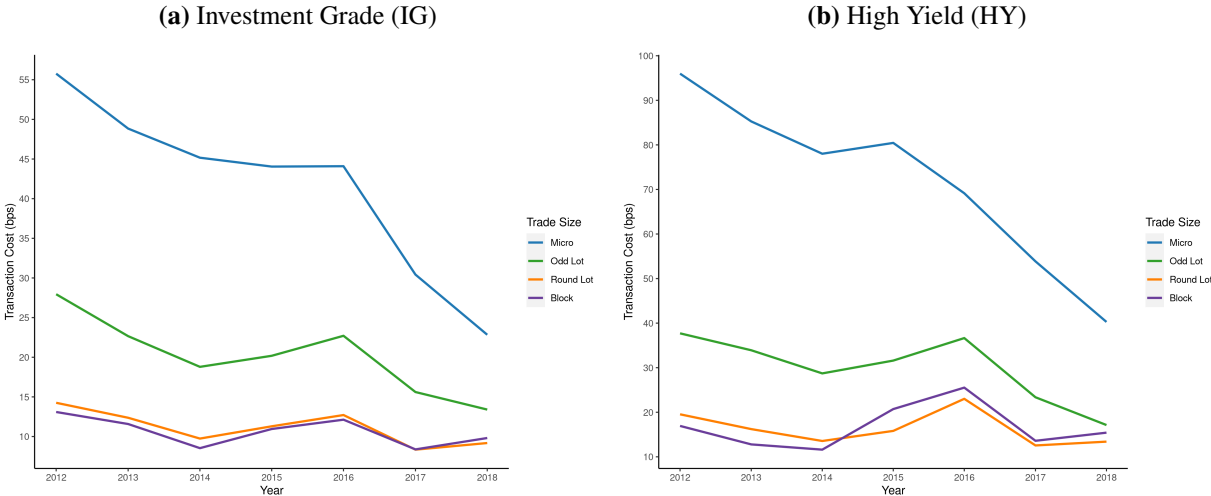 (a) Investment Grade (IG)
55
50
45
40
35
30
25
20
15
10
Transaction Cost (bps)
2012 2013 2014 2015 2016 2017 2018
Year
Trade Size
Micro
Odd Lot
Round Lot
Block
(b) High Yield (HY)
100
90
80
70
60
50
40
30
20
10
Transaction Cost (bps)
2012 2013 2014 2015 2016 2017 2018
Year
Trade Size
Micro
Odd Lot
Round Lot
Block